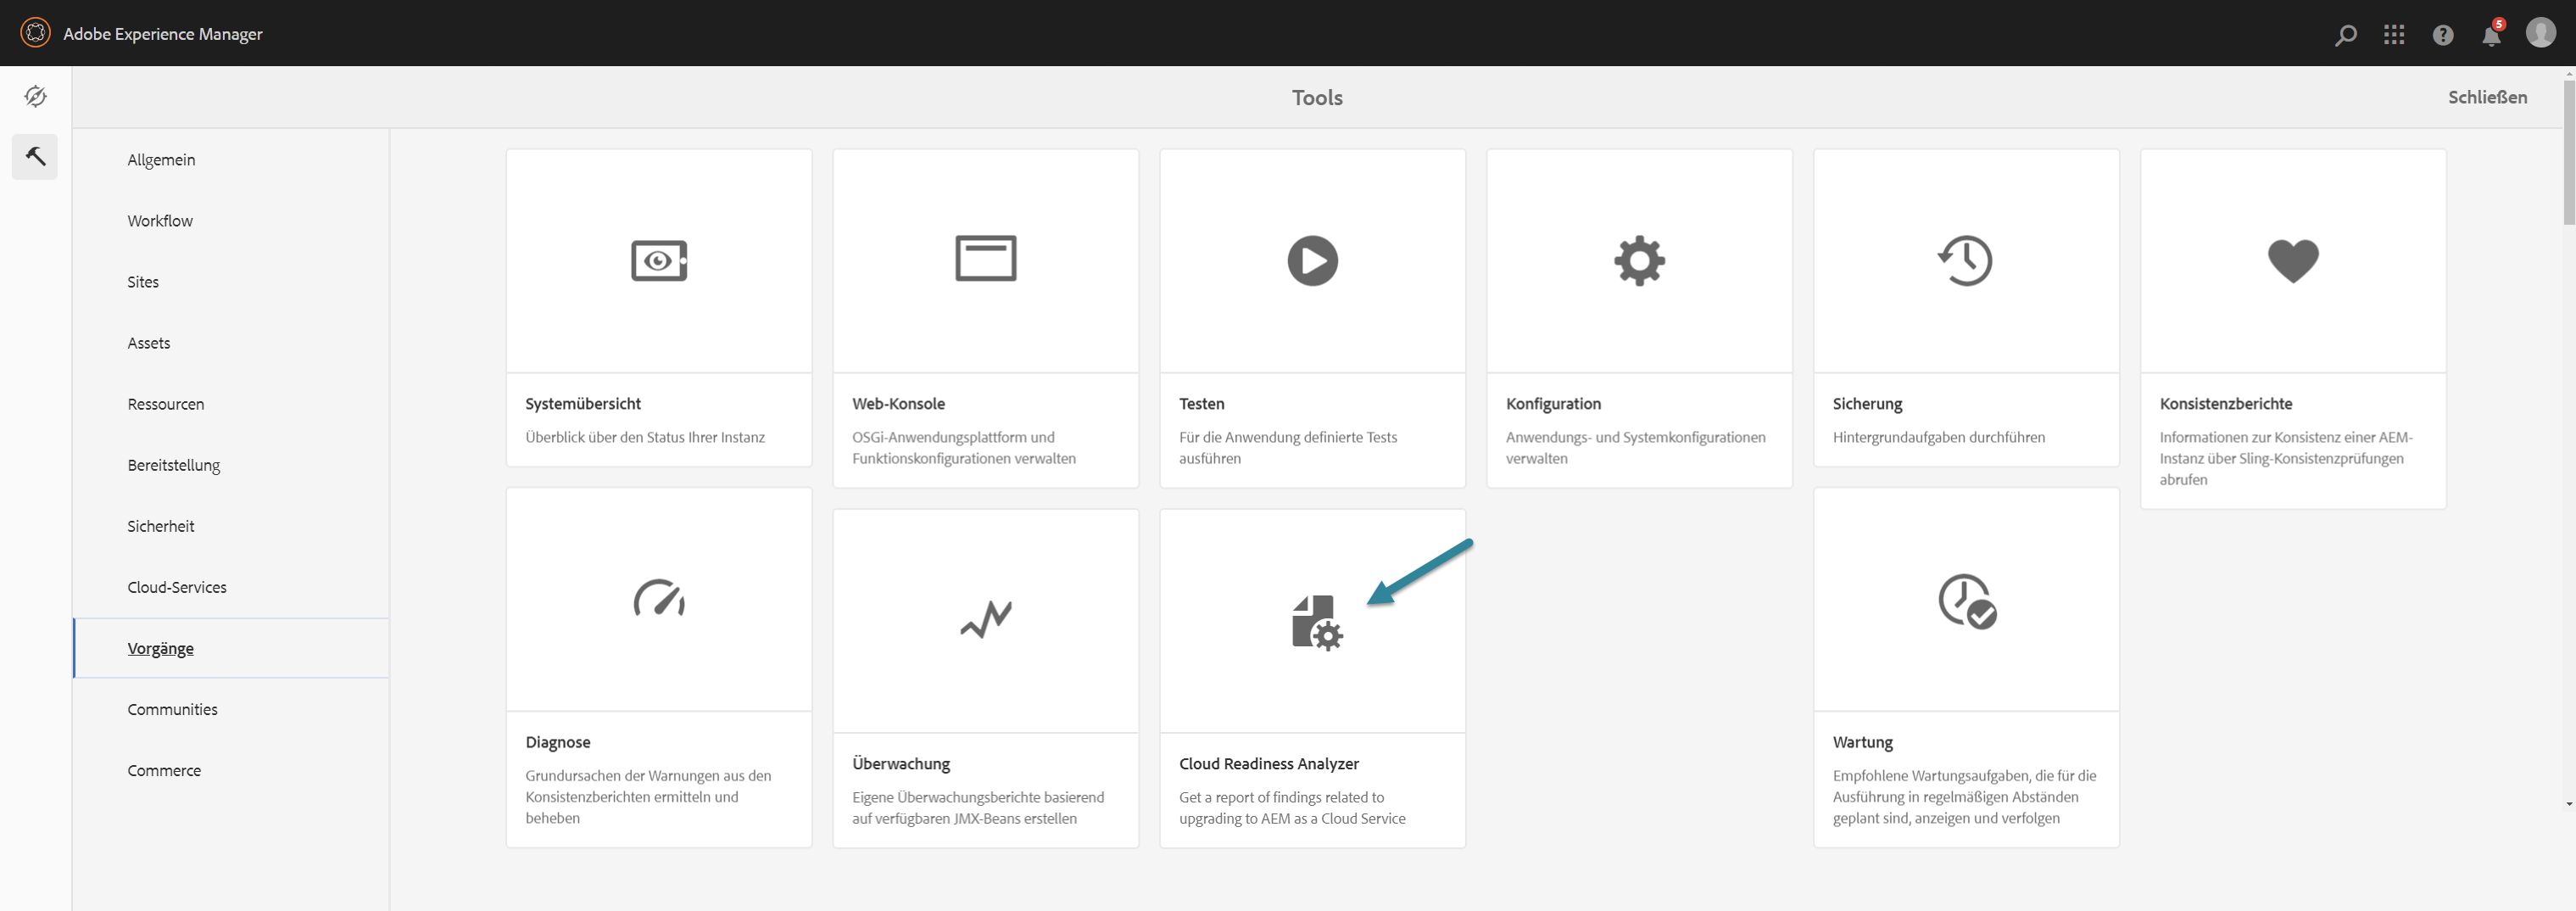 Adobe Experience Manager
5
Tools
Schließen
Allgemein
Workflow
Sites
Assets
Ressourcen
Bereitstellung
Sicherheit
Cloud-Services
Vorgänge
Communities
Commerce
Systemübersicht
Überblick über den Status Ihrer Instanz
Web-Konsole
OSGi-Anwendungsplattform und
Funktionskonfigurationen verwalten
Testen
Für die Anwendung definierte Tests
ausführen
Konfiguration
Anwendungs- und Systemkonfigurationen
verwalten
Sicherung
Hintergrundaufgaben durchführen
Konsistenzberichte
Informationen zur Konsistenz einer AEM-
Instanz über Sling-Konsistenzprüfungen
abrufen
Diagnose
Grundursachen der Warnungen aus den
Konsistenzberichten ermitteln und
beheben
Überwachung
Eigene Überwachungsberichte basierend
auf verfügbaren JMX-Beans erstellen
Cloud Readiness Analyzer
Get a report of findings related to
upgrading to AEM as a Cloud Service
Wartung
Empfohlene Wartungsaufgaben, die für die
Ausführung in regelmäßigen Abständen
geplant sind, anzeigen und verfolgen